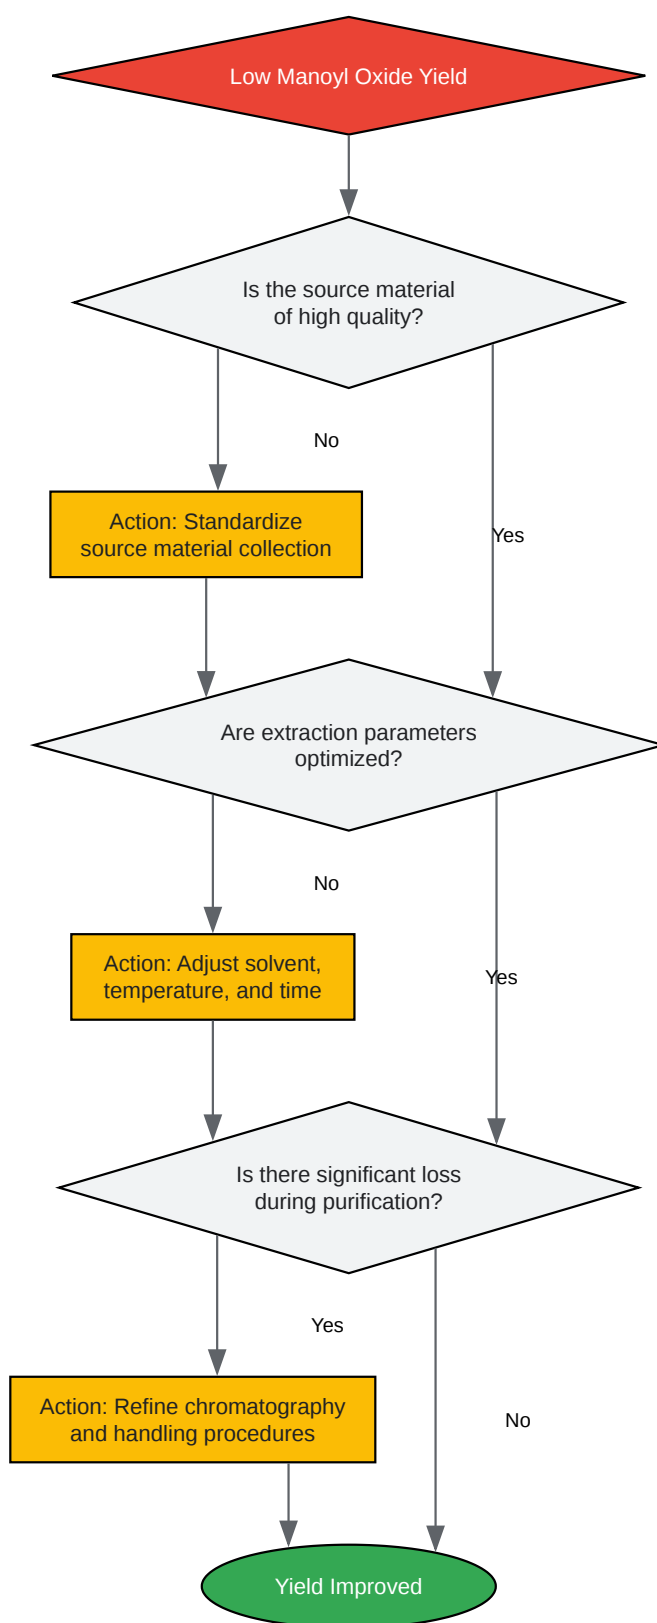 Low Manoyl Oxide Yield
Is the source material
of high quality?
No
Action: Standardize
source material collection
Yes
Are extraction parameters
optimized?
No
Action: Adjust solvent,
temperature, and time
Yes
Is there significant loss
during purification?
Yes
Action: Refine chromatography
and handling procedures
No
Yield Improved